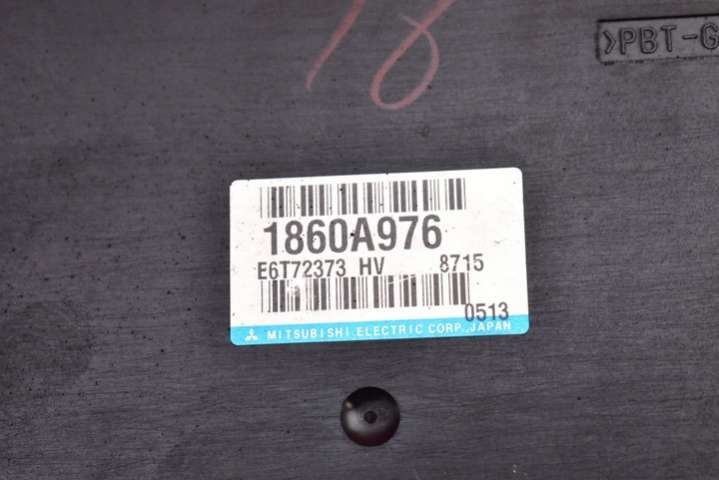 18
>PBT-G
1860A976
E6T72373 HV 8715
0513
MITSUBISHI ELECTRIC CORP., JAPAN